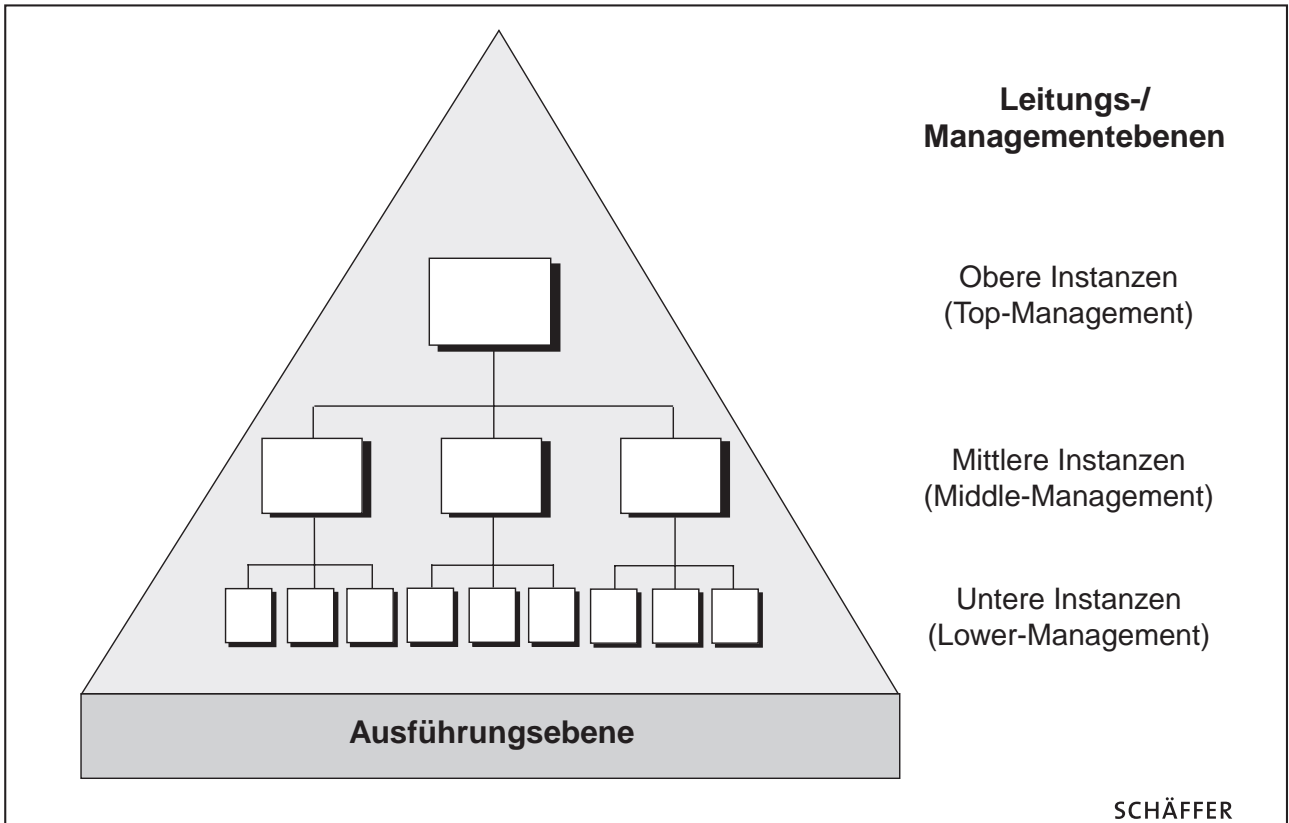 Leitungs-/
Managementebenen
Obere Instanzen
(Top-Management)
Mittlere Instanzen
(Middle-Management)
Untere Instanzen
(Lower-Management)
Ausführungsebene
SCHÄFFER